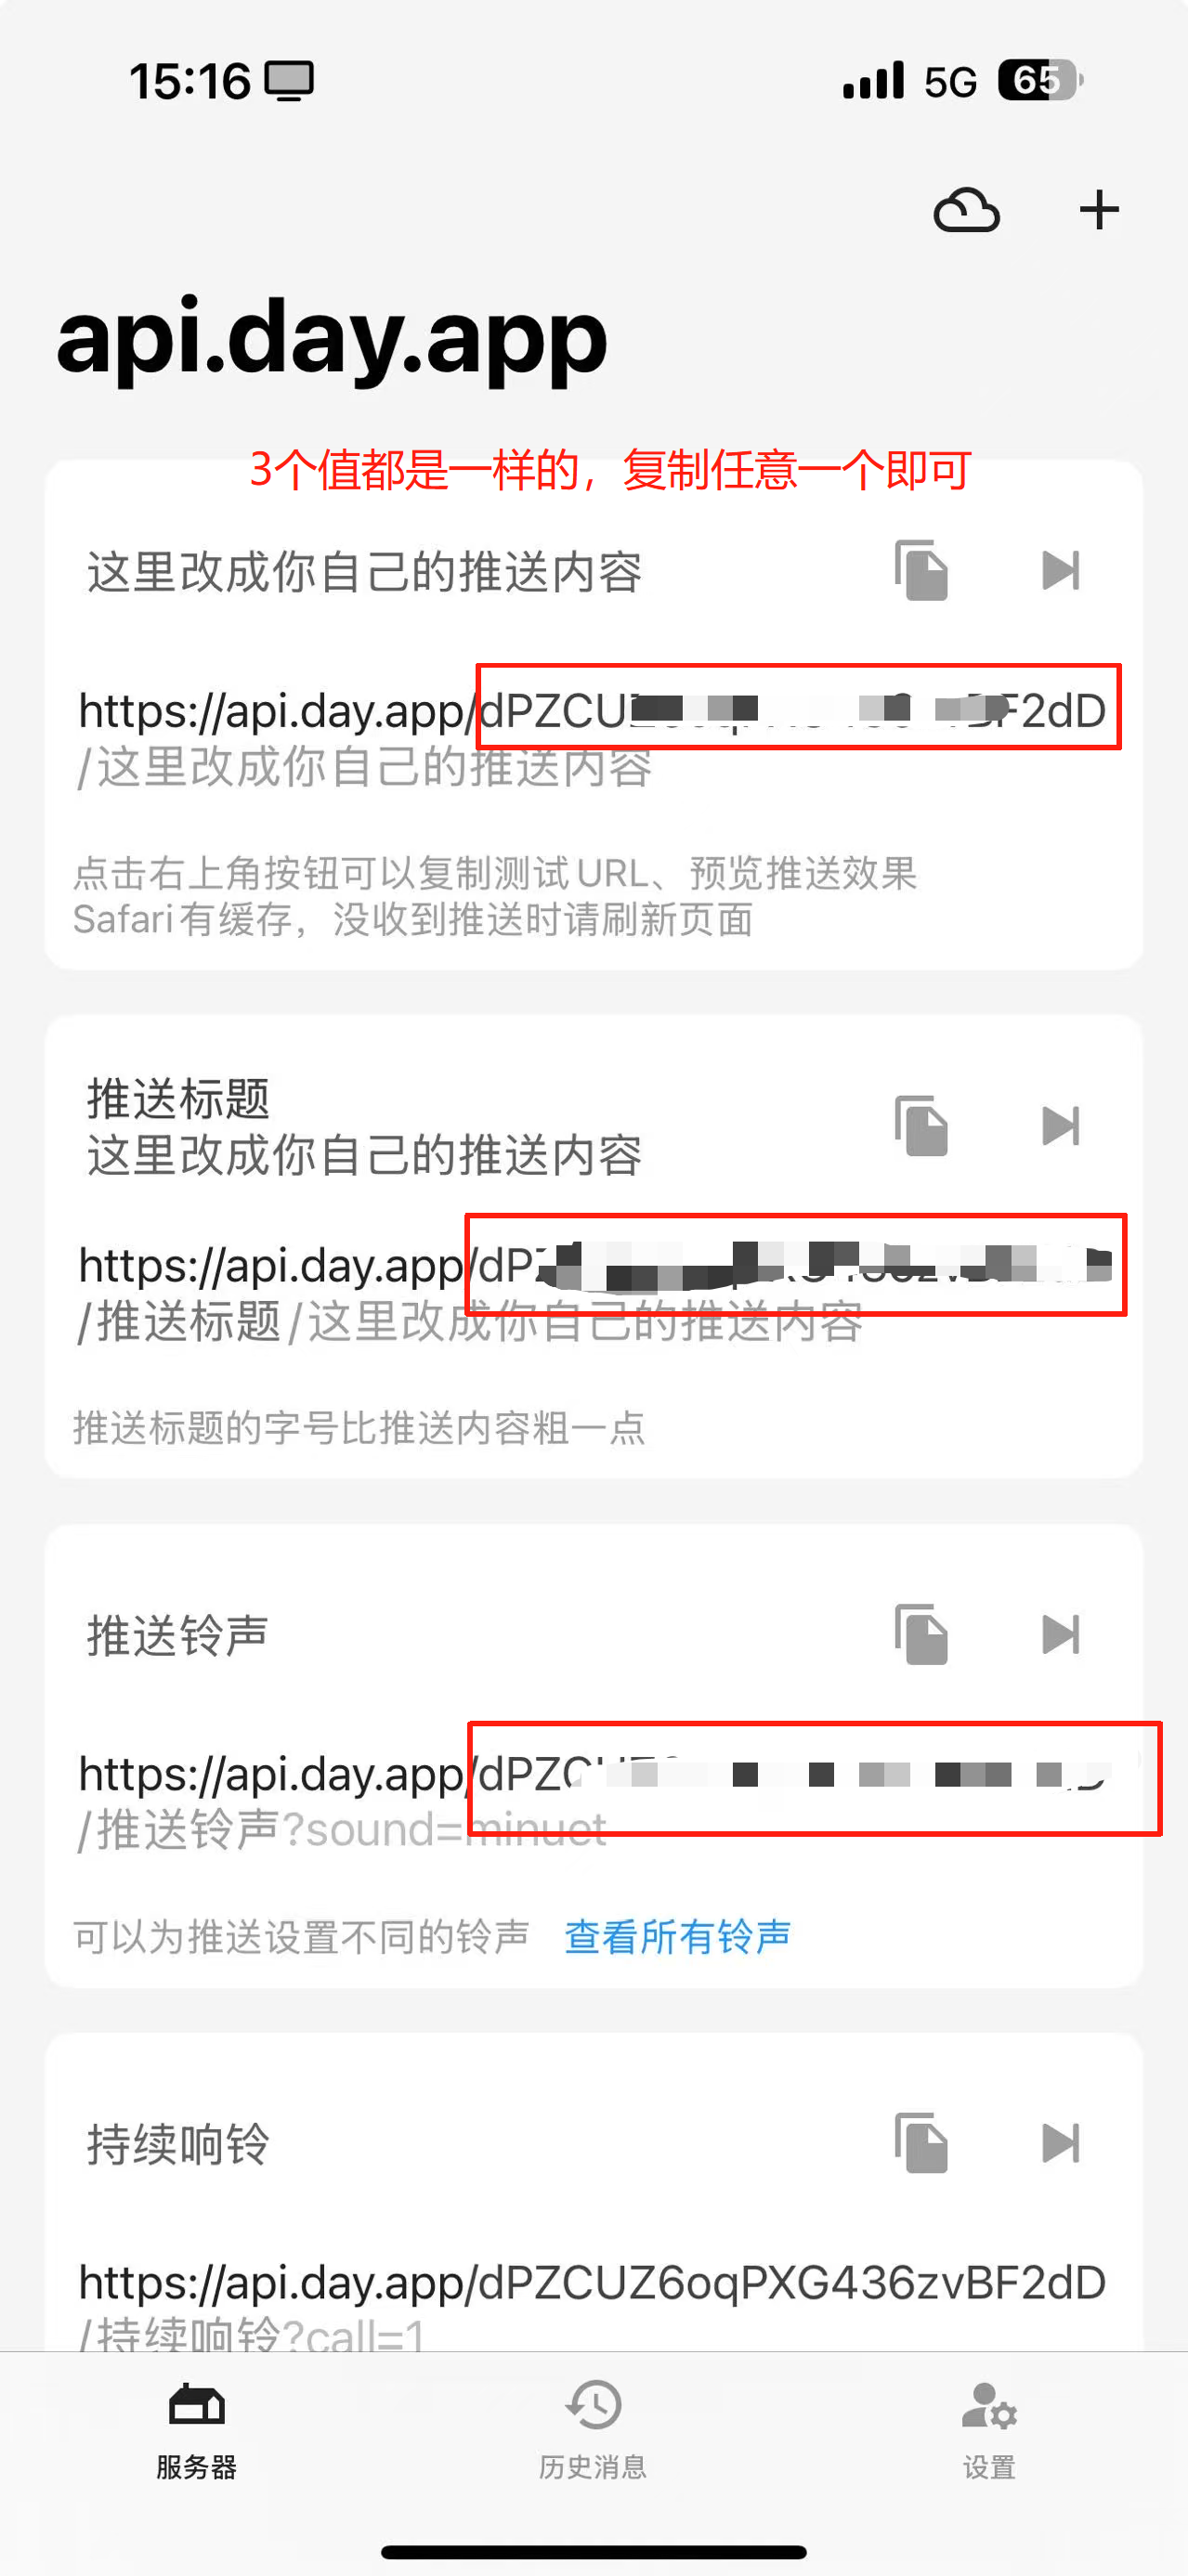 15:16 5G 65
api.day.app
3个值都是一样的，复制任意一个即可
这里改成你自己的推送内容
https://api.day.app/dPZCU F2dD
/这里改成你自己的推送内容
点击右上角按钮可以复制测试URL、预览推送效果
Safari有缓存，没收到推送时请刷新页面
推送标题
这里改成你自己的推送内容
https://api.day.app/dP
/推送标题/这里改成你自己的推送内容
推送标题的字号比推送内容粗一点
推送铃声
https://api.day.app/dPZ
/推送铃声?sound=minuet
可以为推送设置不同的铃声 查看所有铃声
持续响铃
https://api.day.app/dPZCUZ6oqPXG436zvBF2dD
/持续响铃?call=1
服务器 历史消息 设置